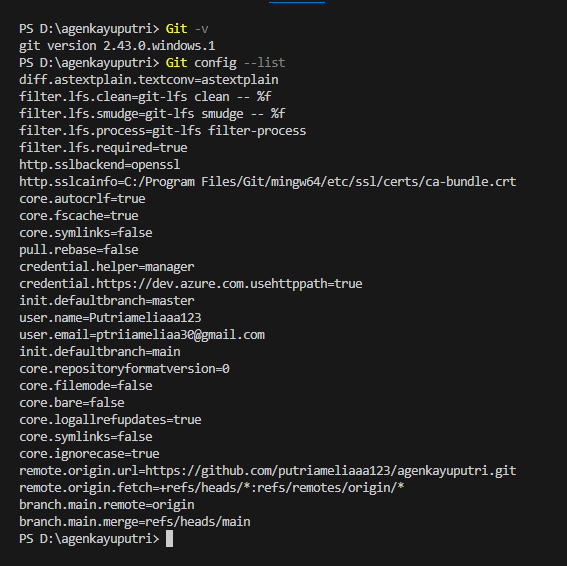 PS D:\agenkayuputri> Git -v
git version 2.43.0.windows.1
PS D:\agenkayuputri> Git config --list
diff.astextplain.textconv=astextplain
filter.lfs.clean=git-lfs clean -- %f
filter.lfs.smudge=git-lfs smudge -- %f
filter.lfs.process=git-lfs filter-process
filter.lfs.required=true
http.sslbackend=openssl
http.sslcainfo=C:/Program Files/Git/mingw64/etc/ssl/certs/ca-bundle.crt
core.autocrlf=true
core.fscache=true
core.symlinks=false
pull.rebase=false
credential.helper=manager
credential.https://dev.azure.com.usehttppath=true
init.defaultbranch=master
user.name=Putriameliaaa123
user.email=ptriiameliaa30@gmail.com
init.defaultbranch=main
core.repositoryformatversion=0
core.filemode=false
core.bare=false
core.logallrefupdates=true
core.symlinks=false
core.ignorecase=true
remote.origin.url=https://github.com/putriameliaaa123/agenkayuputri.git
remote.origin.fetch=+refs/heads/*:refs/remotes/origin/*
branch.main.remote=origin
branch.main.merge=refs/heads/main
PS D:\agenkayuputri>